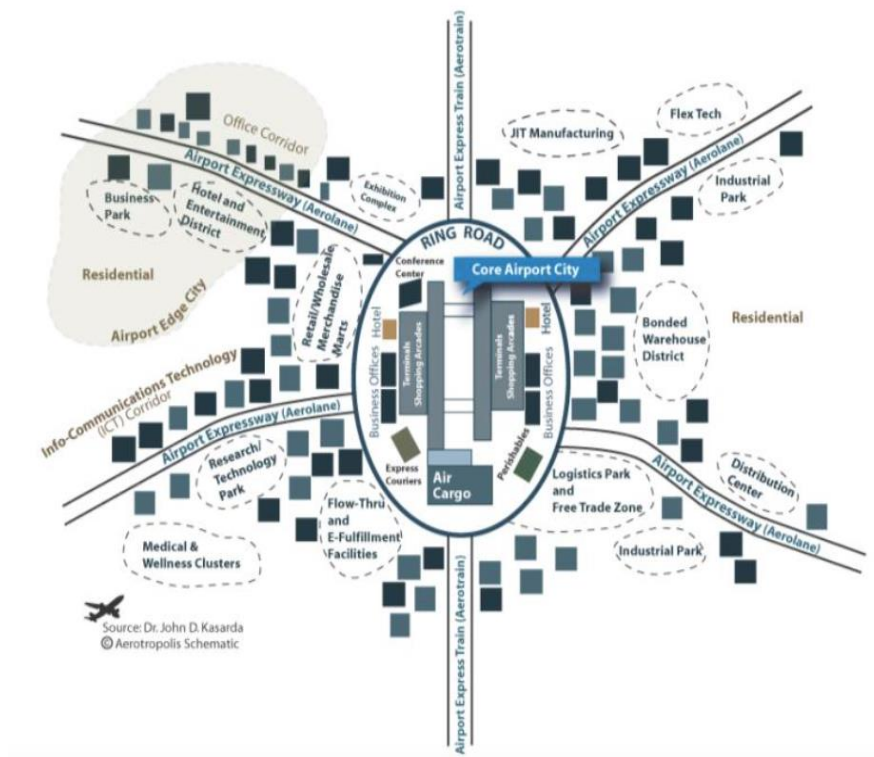 Airport Express Train (Aerotrain)
Office Corridor
Airport Expressway (Aerolane)
JIT Manufacturing
Flex Tech
Airport Expressway (Aerolane)
Industrial
Park
Business
Park
Hotel and
Entertainment
District
Exhibition
Complex
Residential
Airport Edge City
RING ROAD
Conference
Center
Core Airport City
Retail/Wholesale
Merchandise
Marts
Hotel
Terminals
Shopping Arcades
Business Offices
Terminals
Shopping Arcades
Hotel
Business Offices
Bonded
Warehouse
District
Residential
Info-Communications Technology
(ICT) Corridor
Airport Expressway (Aerolane)
Research/
Technology
Park
Express
Couriers
Air
Cargo
Perishables
Logistics Park
and
Free Trade Zone
Airport Expressway (Aerolane)
Distribution
Center
Flow-Thru
and
E-Fulfillment
Facilities
Medical &
Wellness Clusters
Industrial Park
Airport Express Train (Aerotrain)
Source: Dr. John D. Kasarda
© Aerotropolis Schematic